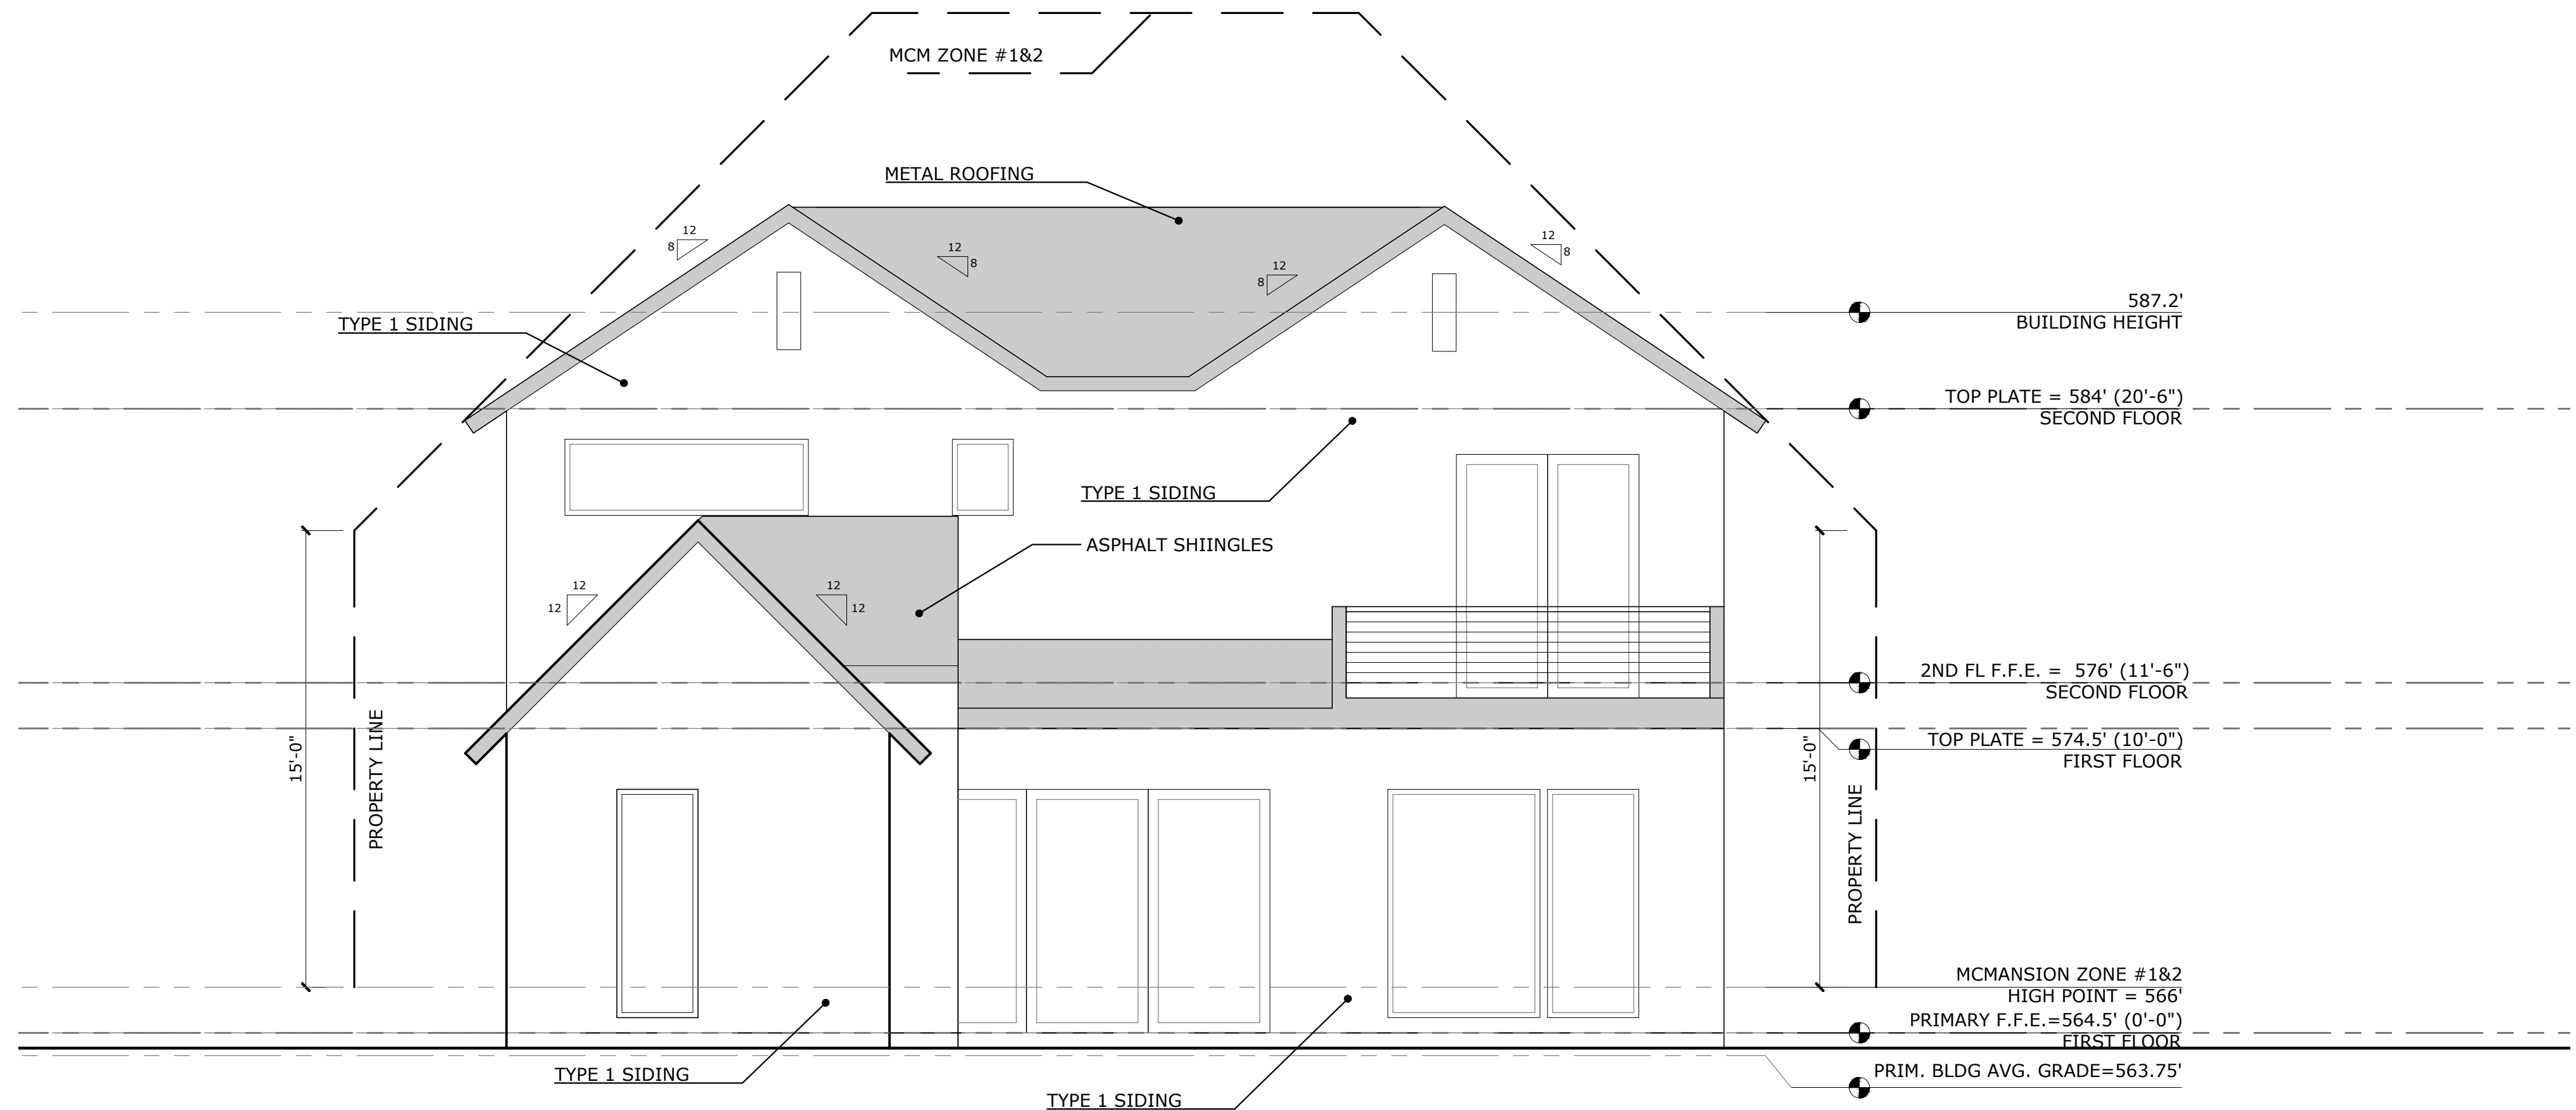 MCM ZONE #1&2
METAL ROOFING
12
8
12
8
12
8
12
8
587.2'
BUILDING HEIGHT
TYPE 1 SIDING
TOP PLATE = 584' (20'-6")
SECOND FLOOR
TYPE 1 SIDING
ASPHALT SHIINGLES
12
12
12
12
2ND FL F.F.E. = 576' (11'-6")
SECOND FLOOR
TOP PLATE = 574.5' (10'-0")
FIRST FLOOR
15'-0"
PROPERTY LINE
15'-0"
PROPERTY LINE
MCMANSION ZONE #1&2
HIGH POINT = 566'
PRIMARY F.F.E.=564.5' (0'-0")
FIRST FLOOR
PRIM. BLDG AVG. GRADE=563.75'
TYPE 1 SIDING
TYPE 1 SIDING